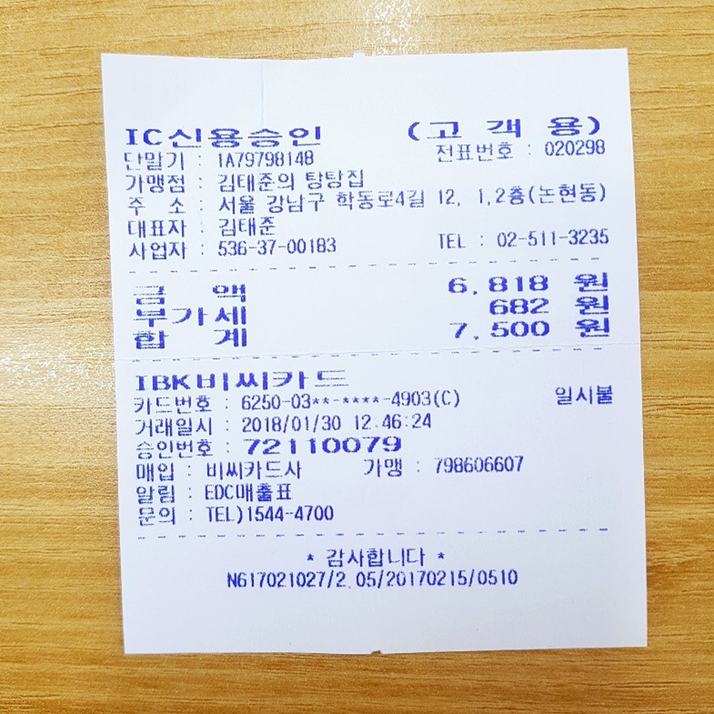 IC신용승인 (고 객 용)
단말기 : 1A79798148 전표번호 : 020298
가맹점 : 김태준의 탕탕집
주 소 : 서울 강남구 학동로4길 12, 1,2층(논현동)
대표자 : 김태준
사업자 : 536-37-00183 TEL : 02-511-3235
금 액 6,818 원
부가세 682 원
합 계 7,500 원
IBK비씨카드
카드번호 : 6250-03**-****-4903(C) 일시불
거래일시 : 2018/01/30 12:46:24
승인번호 : 72110079
매입 : 비씨카드사 가맹 : 798606607
알림 : EDC매출표
문의 : TEL)1544-4700
* 감사합니다 *
N617021027/2.05/20170215/0510